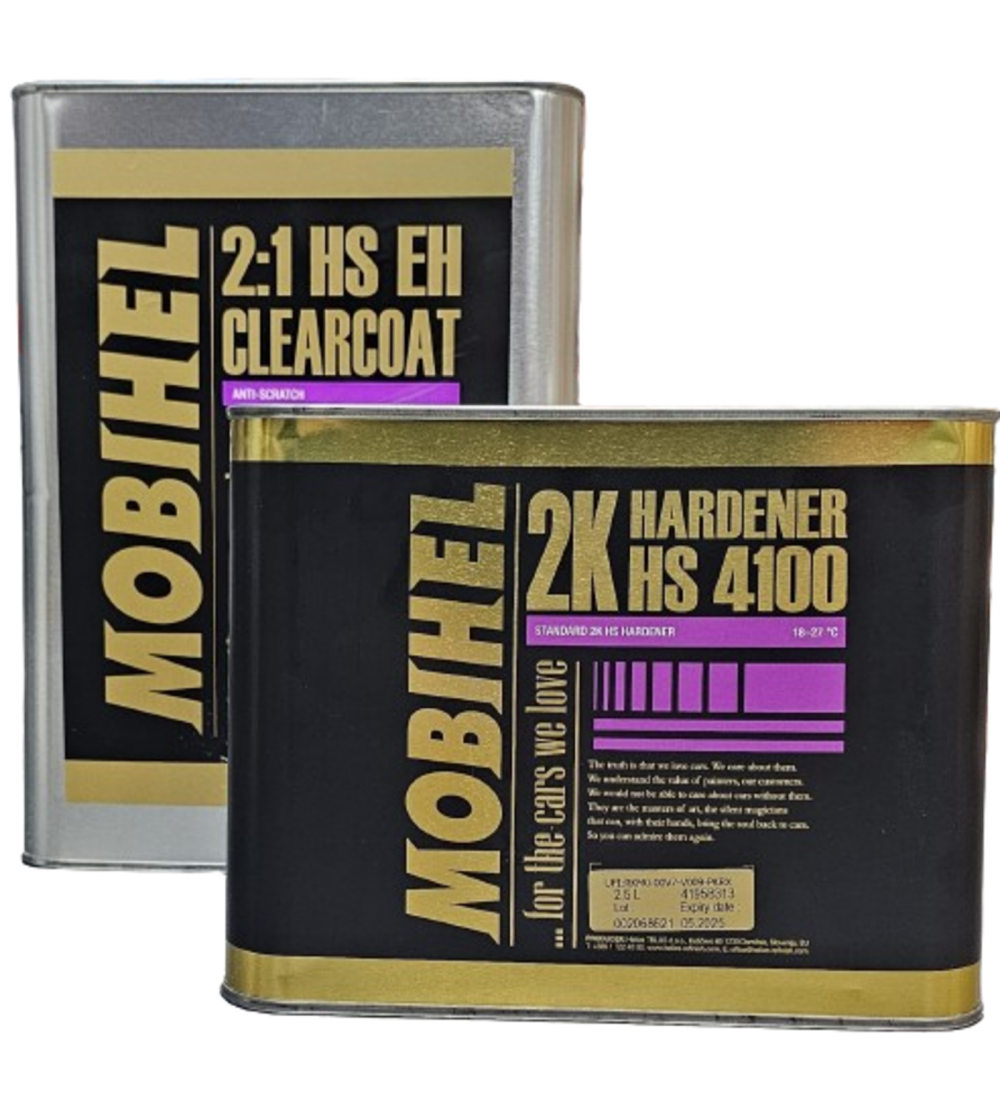 MOBIHEL
2:1 HS EH
CLEARCOAT
ANTI-SCRATCH
MOBIHEL
... for the cars we love
2K HARDENER
HS 4100
STANDARD 2K HS HARDENER 18–27 °C
The truth is that we love cars. We care about them.
We understand the value of painters, our customers.
We would not be able to care about cars without them.
They are the masters of art, the silent magicians
that can, with their hands, bring the soul back to cars.
So you can admire them again.
2.5 L 41958313
Lot : Expiry date :
002068621 05.2025
PRODUCER: Helios TBLUS d.o.o.,